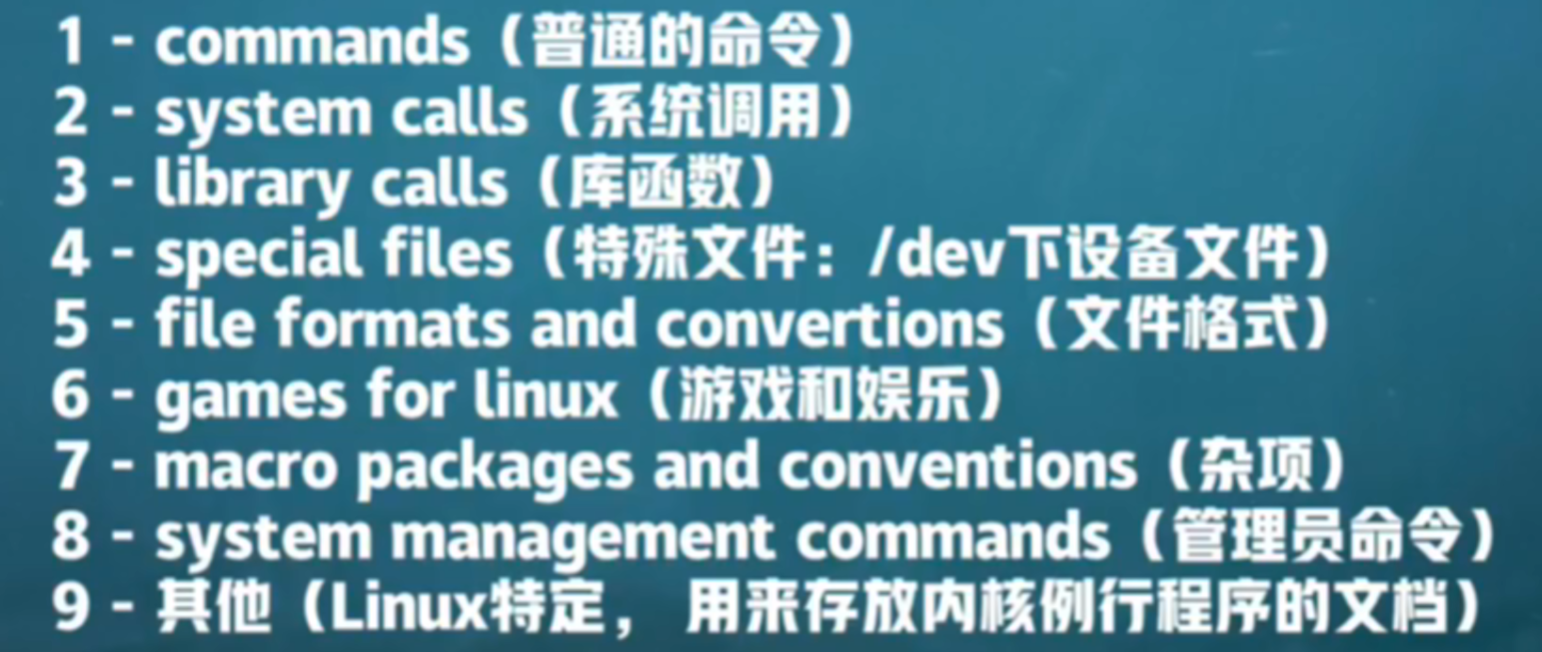 1 - commands（普通的命令）
2 - system calls（系统调用）
3 - library calls（库函数）
4 - special files（特殊文件：/dev下设备文件）
5 - file formats and convertions（文件格式）
6 - games for linux（游戏和娱乐）
7 - macro packages and conventions（杂项）
8 - system management commands（管理员命令）
9 - 其他（Linux特定， 用来存放内核例行程序的文档）